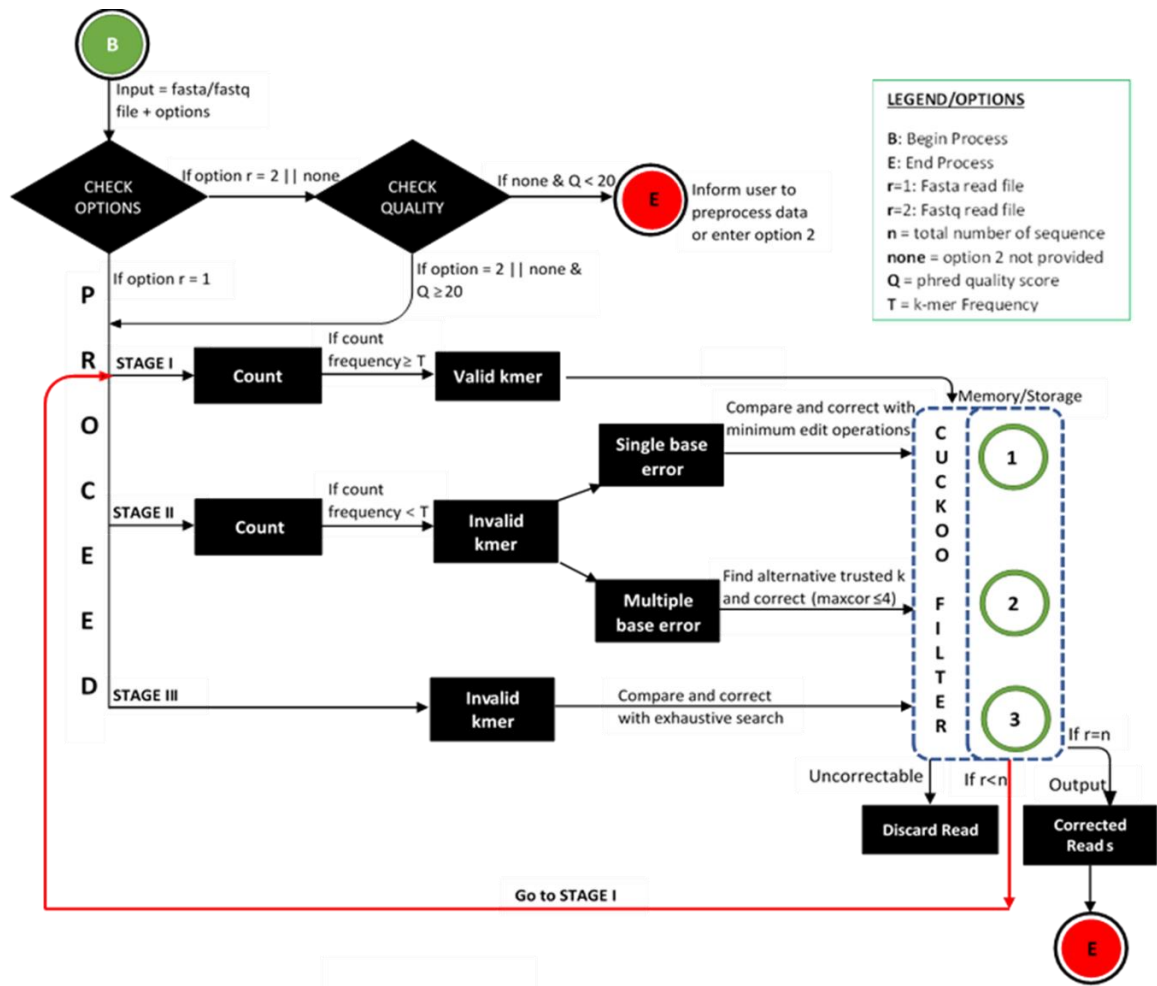 B
Input = fasta/fastq
file + options
CHECK
OPTIONS
If option r = 2 || none
CHECK
QUALITY
If none & Q < 20
E
Inform user to
preprocess data
or enter option 2
LEGEND/OPTIONS
B: Begin Process
E: End Process
r=1: Fasta read file
r=2: Fastq read file
n = total number of sequence
none = option 2 not provided
Q = phred quality score
T = k-mer Frequency
If option r = 1
If option = 2 || none &
Q ≥20
P
R
O
C
E
E
D
STAGE I
Count
If count
frequency≥ T
Valid kmer
Memory/Storage
Compare and correct with
minimum edit operations
Single base
error
STAGE II
Count
If count
frequency < T
Invalid
kmer
Multiple
base error
Find alternative trusted k
and correct (maxcor ≤4)
STAGE III
Invalid
kmer
Compare and correct
with exhaustive search
C
U
C
K
O
O
F
I
L
T
E
R
1
2
3
If r=n
Uncorrectable
If r<n
Output
Discard Read
Corrected
Read s
Go to STAGE I
E